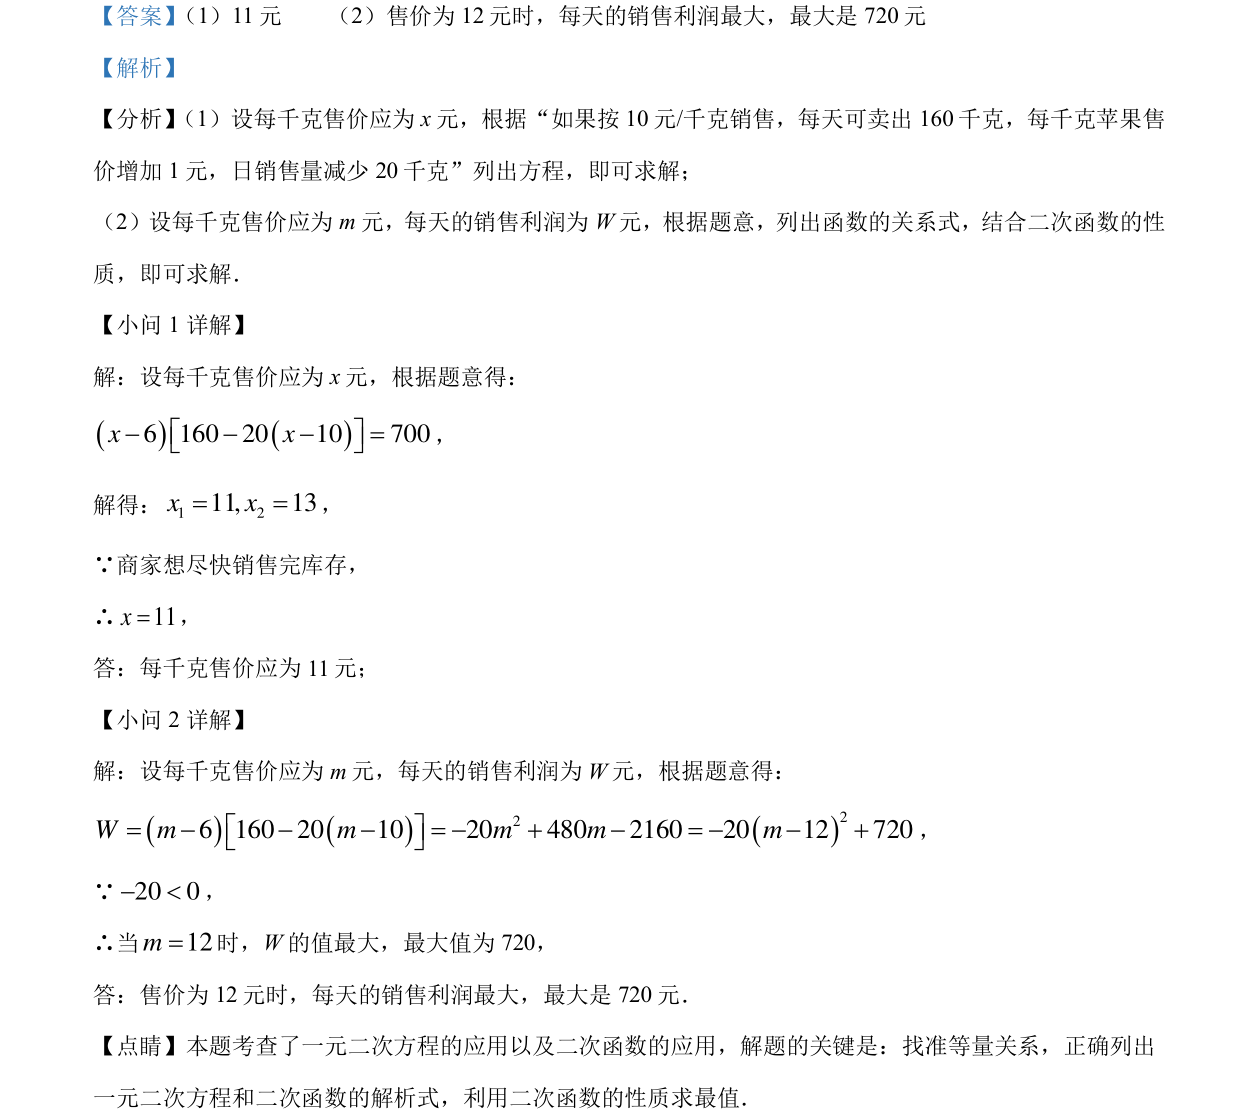 【答案】（1）11 元 （2）售价为 12 元时，每天的销售利润最大，最大是 720 元
【解析】
【分析】（1）设每千克售价应为 x 元，根据“如果按 10 元/千克销售，每天可卖出 160 千克，每千克苹果售
价增加 1 元，日销售量减少 20 千克”列出方程，即可求解；
（2）设每千克售价应为 m 元，每天的销售利润为 W 元，根据题意，列出函数的关系式，结合二次函数的性
质，即可求解．
【小问 1 详解】
解：设每千克售价应为 x 元，根据题意得：
(x−6)[160−20(x−10)]=700，
解得：x₁=11, x₂=13，
∵商家想尽快销售完库存，
∴x=11，
答：每千克售价应为 11 元；
【小问 2 详解】
解：设每千克售价应为 m 元，每天的销售利润为 W 元，根据题意得：
W=(m−6)[160−20(m−10)]=−20m²+480m−2160=−20(m−12)²+720，
∵−20<0，
∴当 m=12 时，W 的值最大，最大值为 720，
答：售价为 12 元时，每天的销售利润最大，最大是 720 元．
【点睛】本题考查了一元二次方程的应用以及二次函数的应用，解题的关键是：找准等量关系，正确列出
一元二次方程和二次函数的解析式，利用二次函数的性质求最值．